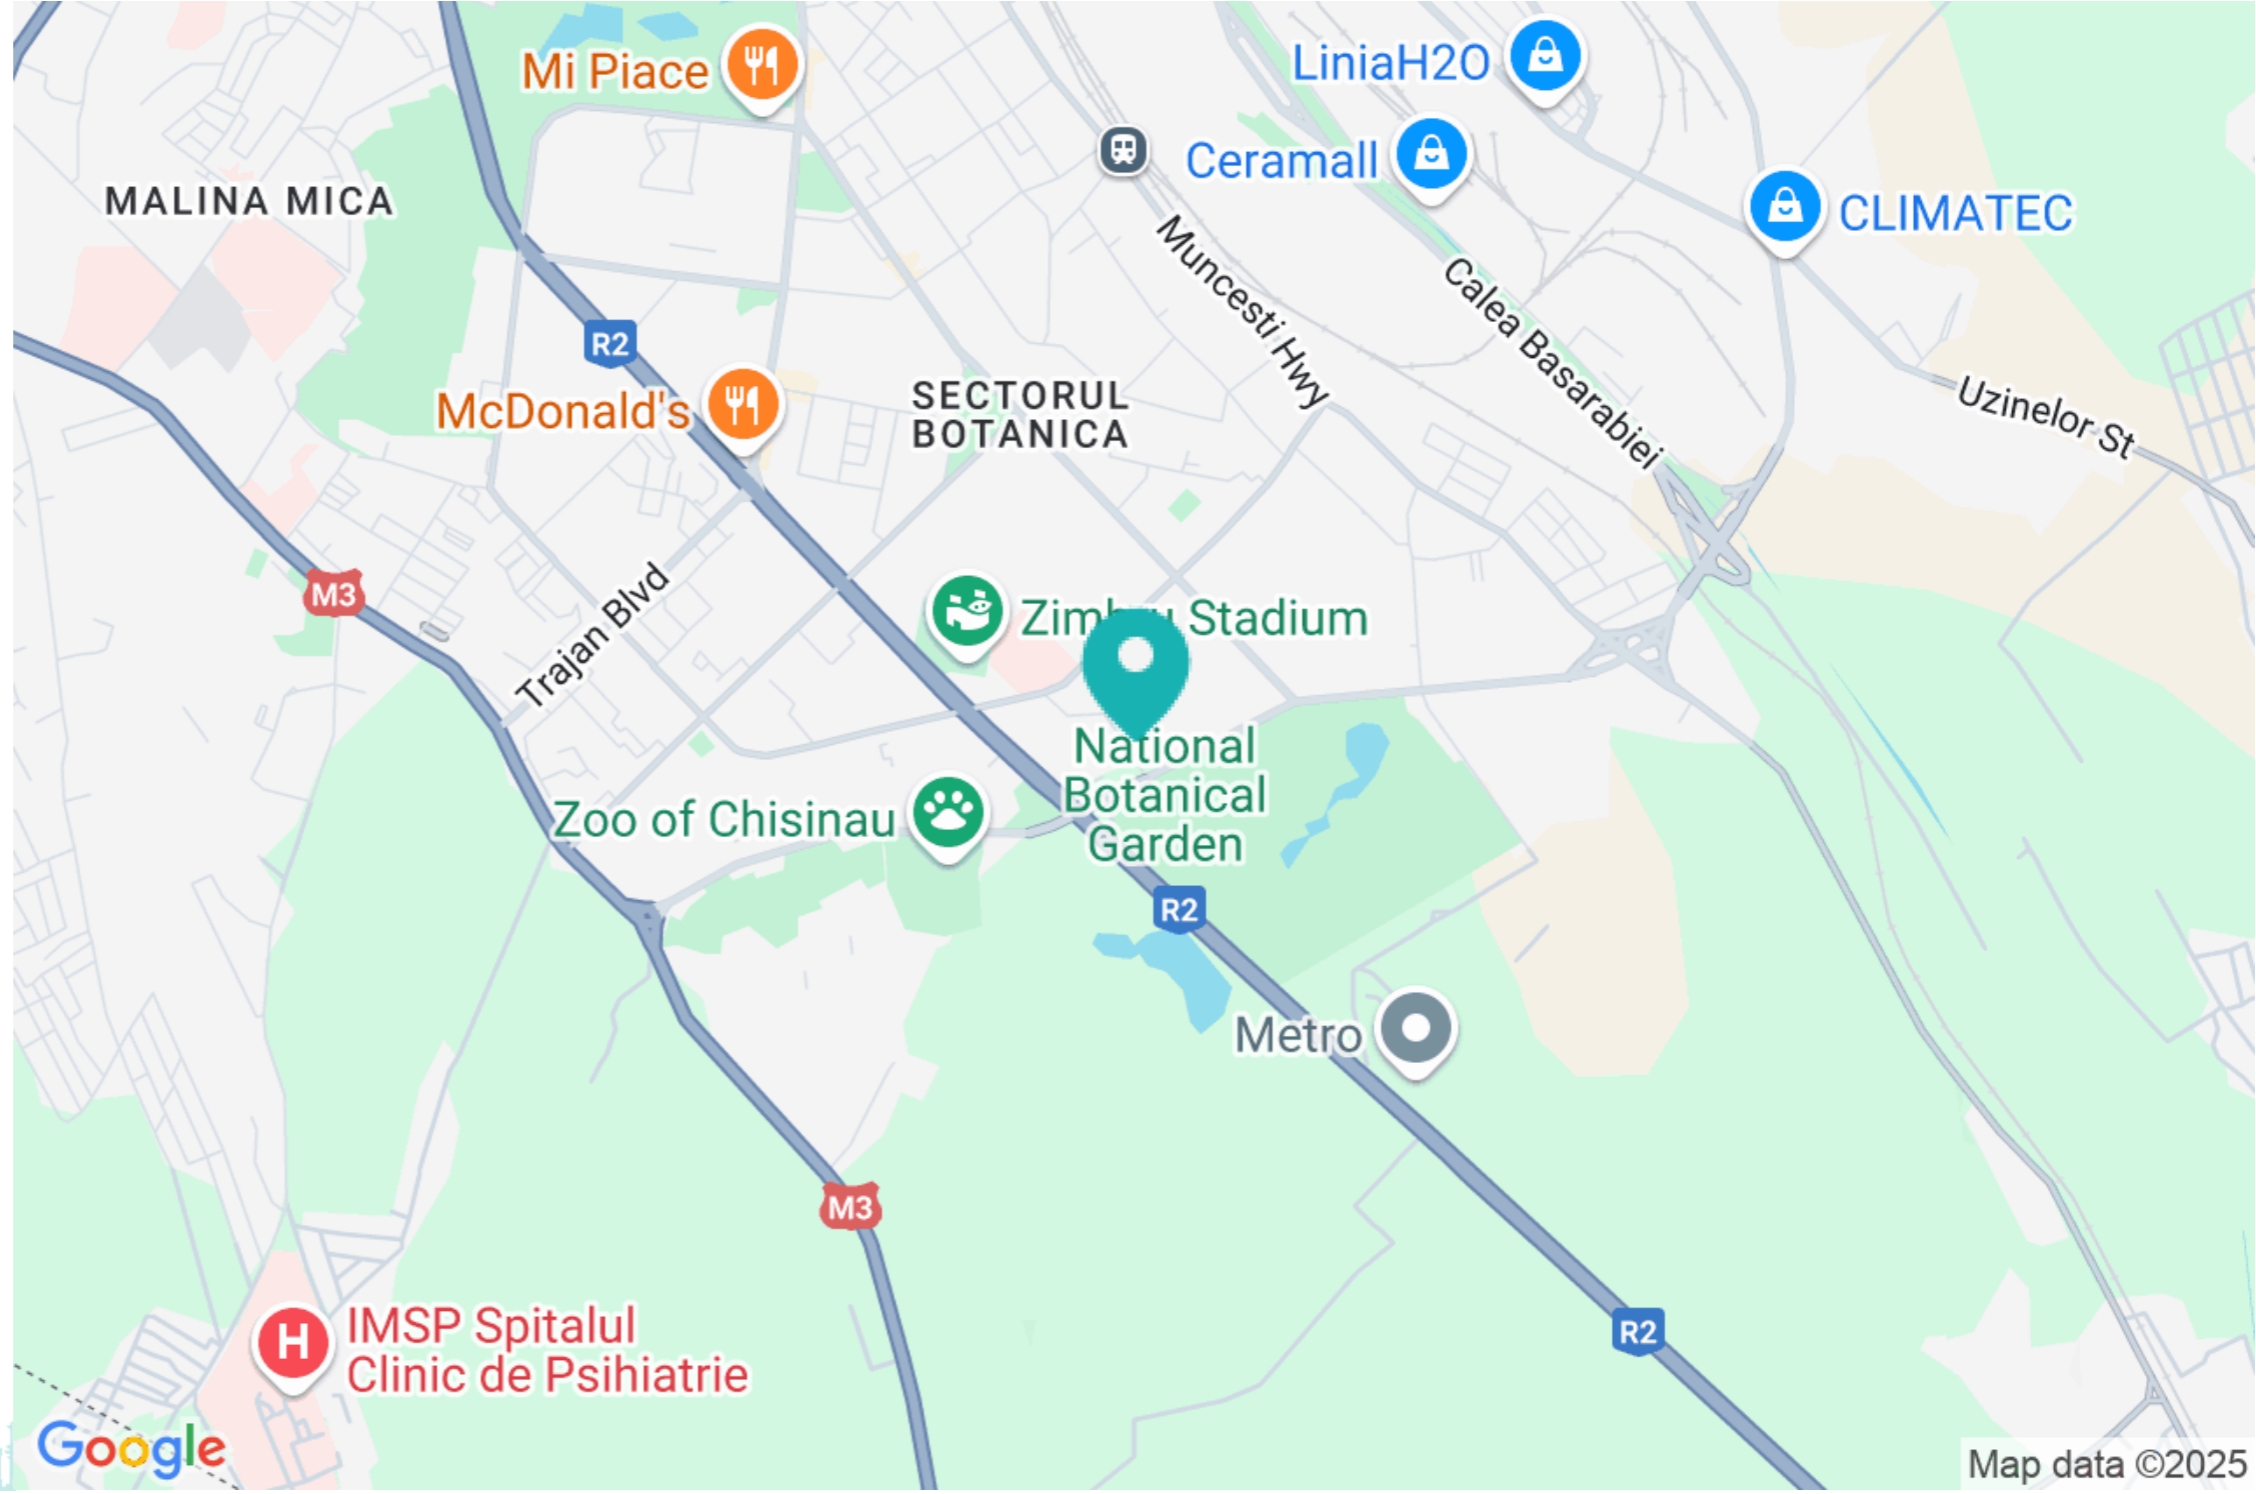 Mi Piace
LiniaH2O
Ceramall
MALINA MICA
CLIMATEC
Muncesti Hwy
Calea Basarabiei
R2
McDonald's
SECTORUL
BOTANICA
Uzinelor St
M3
Trajan Blvd
Zimbru Stadium
National
Botanical
Garden
Zoo of Chisinau
R2
Metro
M3
IMSP Spitalul
Clinic de Psihiatrie
H
R2
Google
Map data ©2025